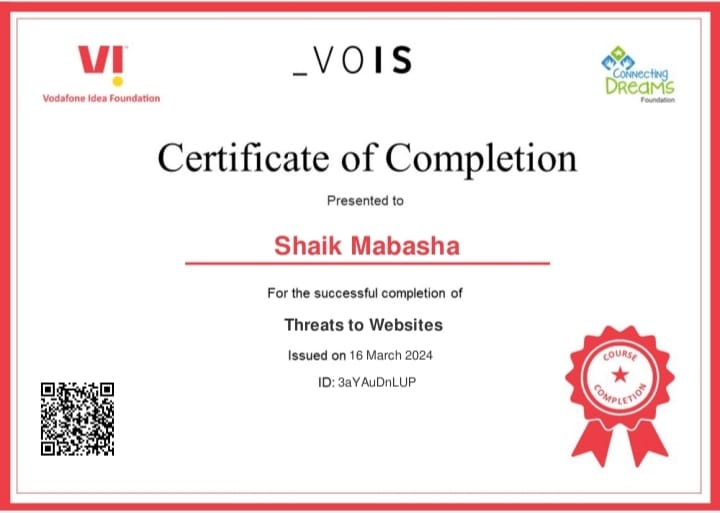 VI
Vodafone Idea Foundation
_VOIS
Connecting
Dreams
Foundation
Certificate of Completion
Presented to
Shaik Mabasha
For the successful completion of
Threats to Websites
Issued on 16 March 2024
ID: 3aYAuDnLUP
COURSE
COMPLETION